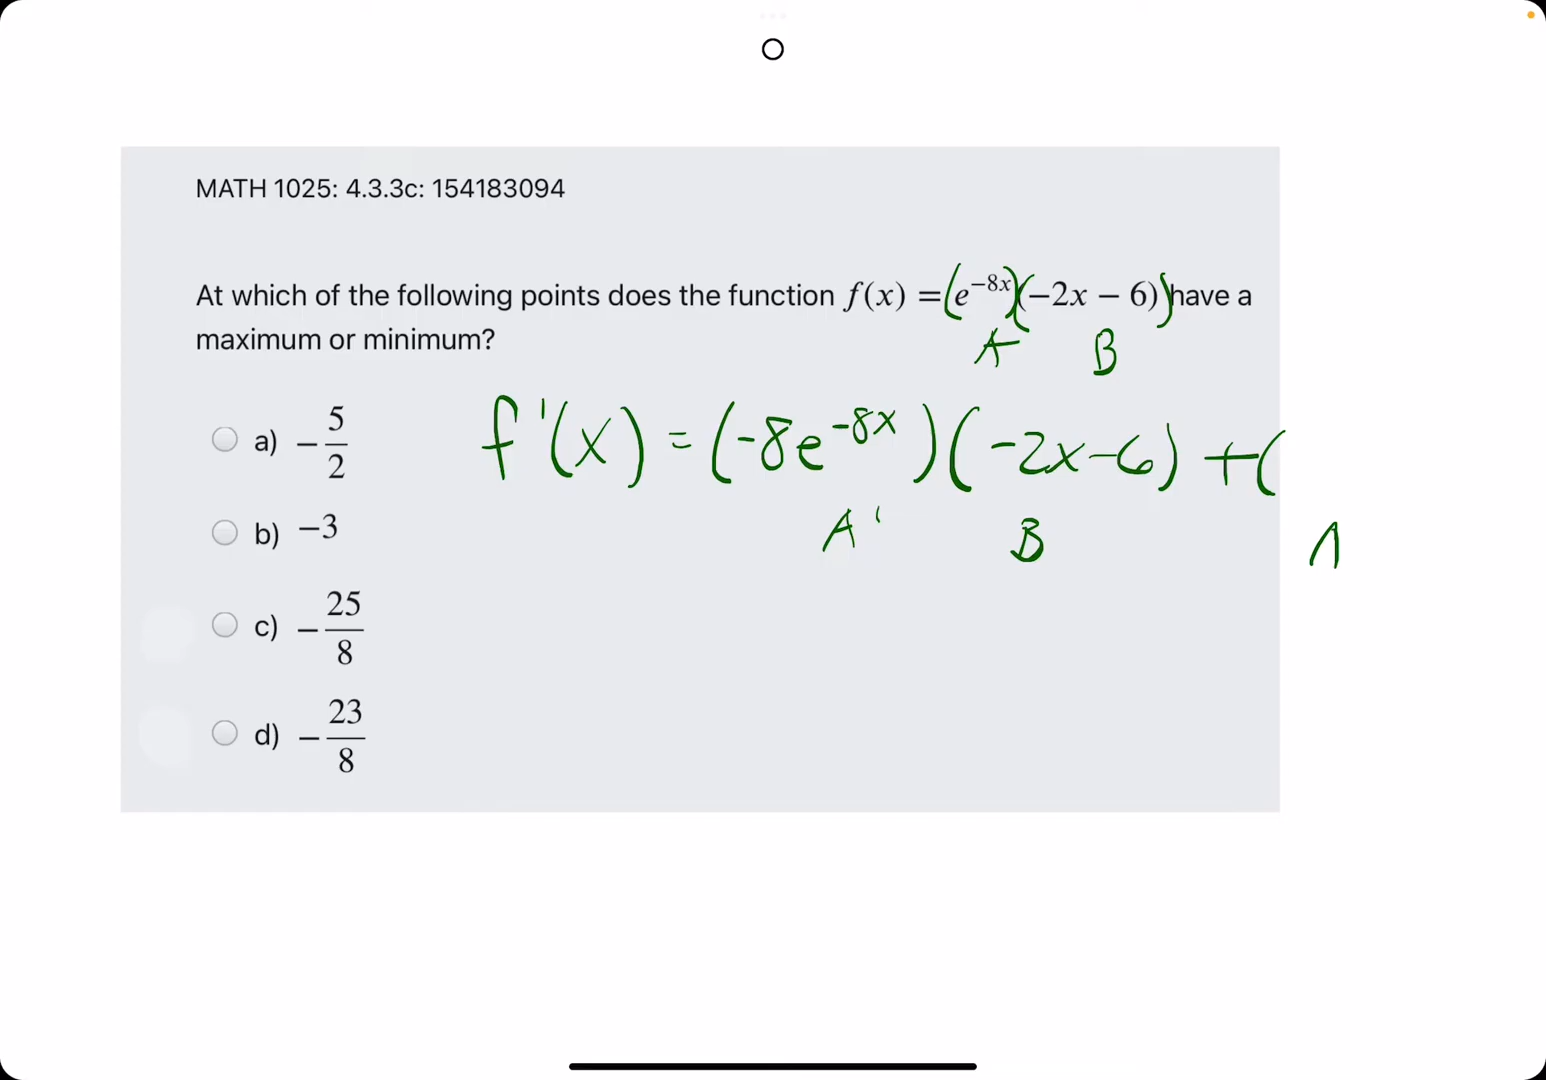 MATH 1025: 4.3.3c: 154183094
At which of the following points does the function f(x) = (e^{-8x})(-2x – 6)) have a
maximum or minimum?
A B
f'(x) = (-8e^{-8x})(-2x-6) + (
A' B A
a) -5/2
b) -3
c) -25/8
d) -23/8